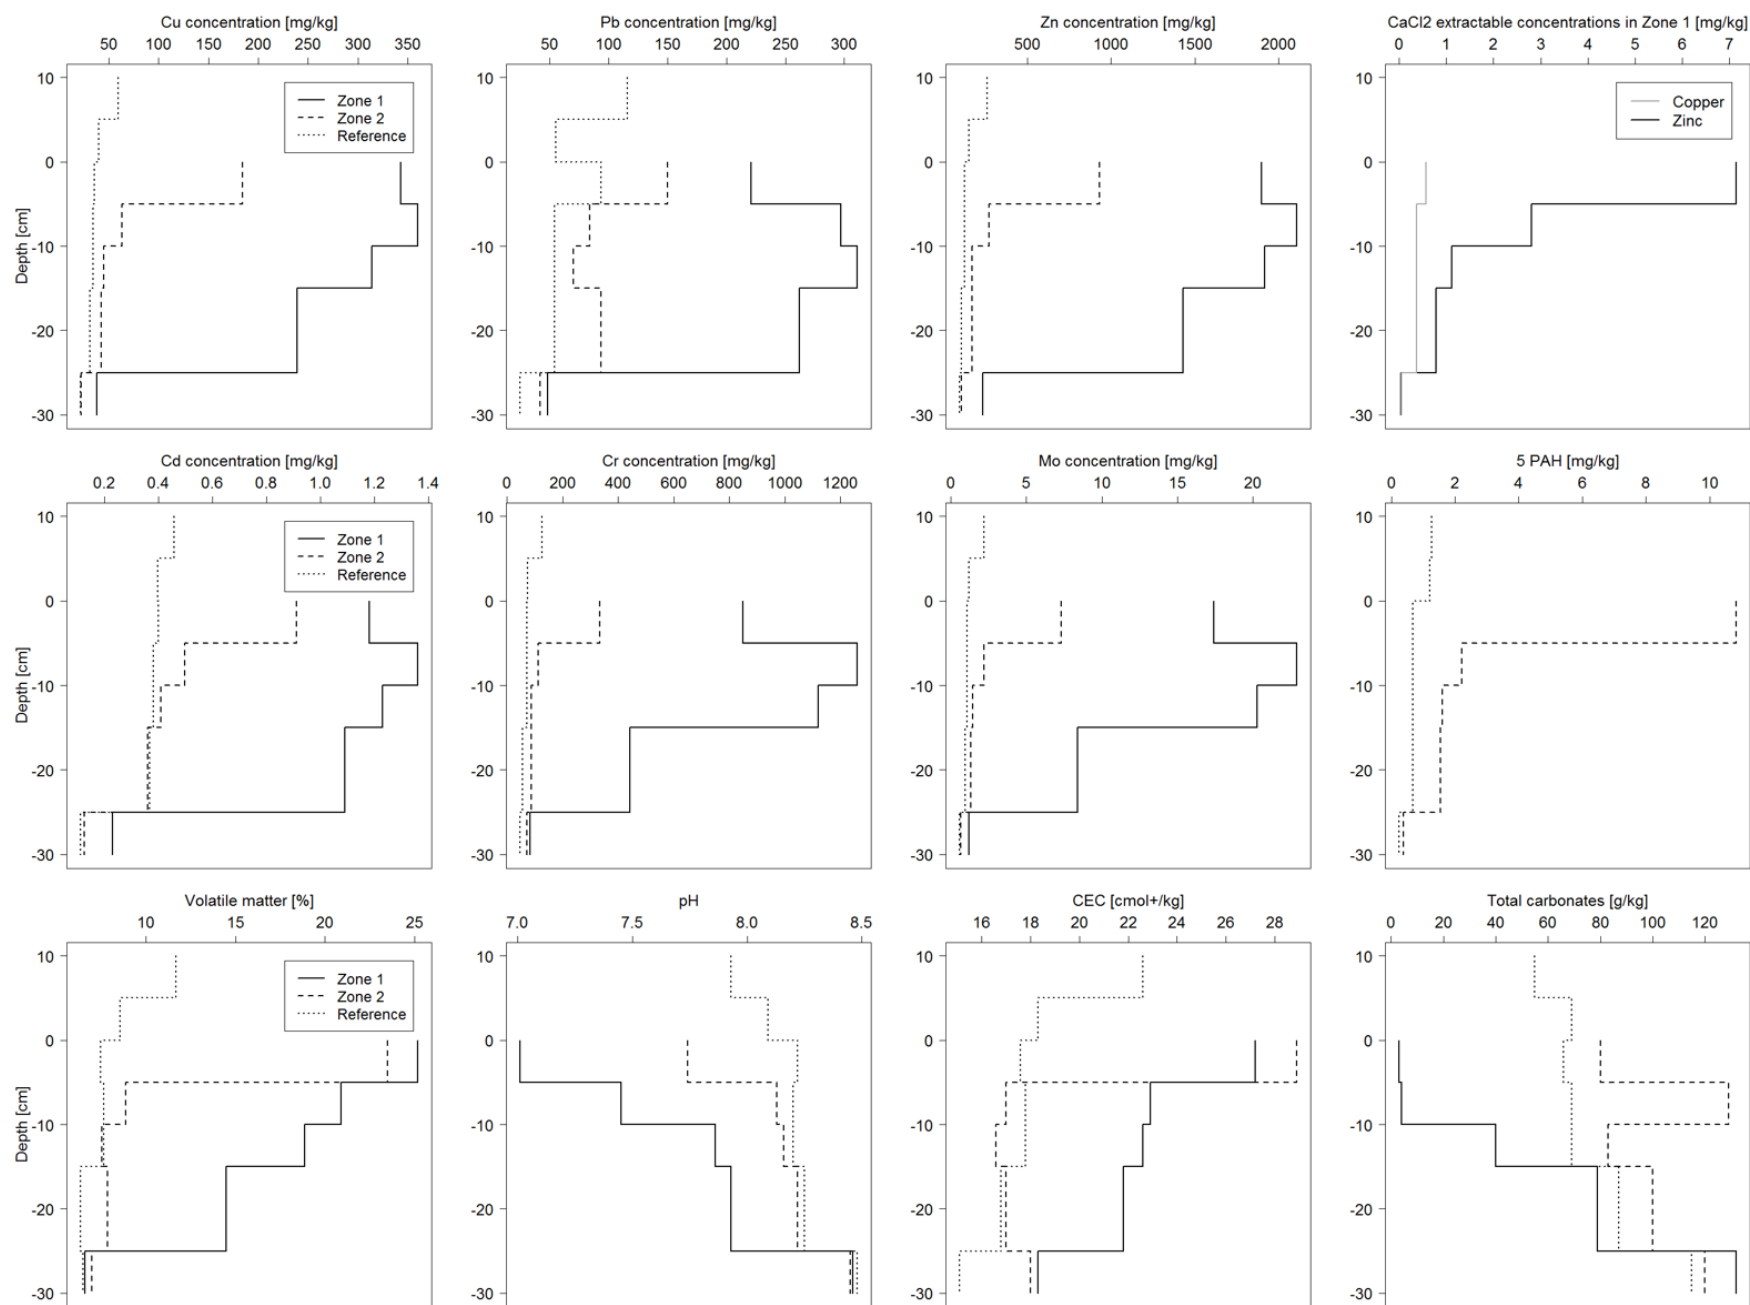 Cu concentration [mg/kg]
50 100 150 200 250 300 350
Pb concentration [mg/kg]
50 100 150 200 250 300
Zn concentration [mg/kg]
500 1000 1500 2000
CaCl2 extractable concentrations in Zone 1 [mg/kg]
0 1 2 3 4 5 6 7
Depth [cm]
10
0
-10
-20
-30
Zone 1
Zone 2
Reference
10
0
-10
-20
-30
10
0
-10
-20
-30
10
0
-10
-20
-30
Copper
Zinc
Cd concentration [mg/kg]
0.2 0.4 0.6 0.8 1.0 1.2 1.4
Cr concentration [mg/kg]
0 200 400 600 800 1000 1200
Mo concentration [mg/kg]
0 5 10 15 20
5 PAH [mg/kg]
0 2 4 6 8 10
Depth [cm]
10
0
-10
-20
-30
Zone 1
Zone 2
Reference
10
0
-10
-20
-30
10
0
-10
-20
-30
10
0
-10
-20
-30
Volatile matter [%]
10 15 20 25
pH
7.0 7.5 8.0 8.5
CEC [cmol+/kg]
16 18 20 22 24 26 28
Total carbonates [g/kg]
0 20 40 60 80 100 120
Depth [cm]
10
0
-10
-20
-30
Zone 1
Zone 2
Reference
10
0
-10
-20
-30
10
0
-10
-20
-30
10
0
-10
-20
-30